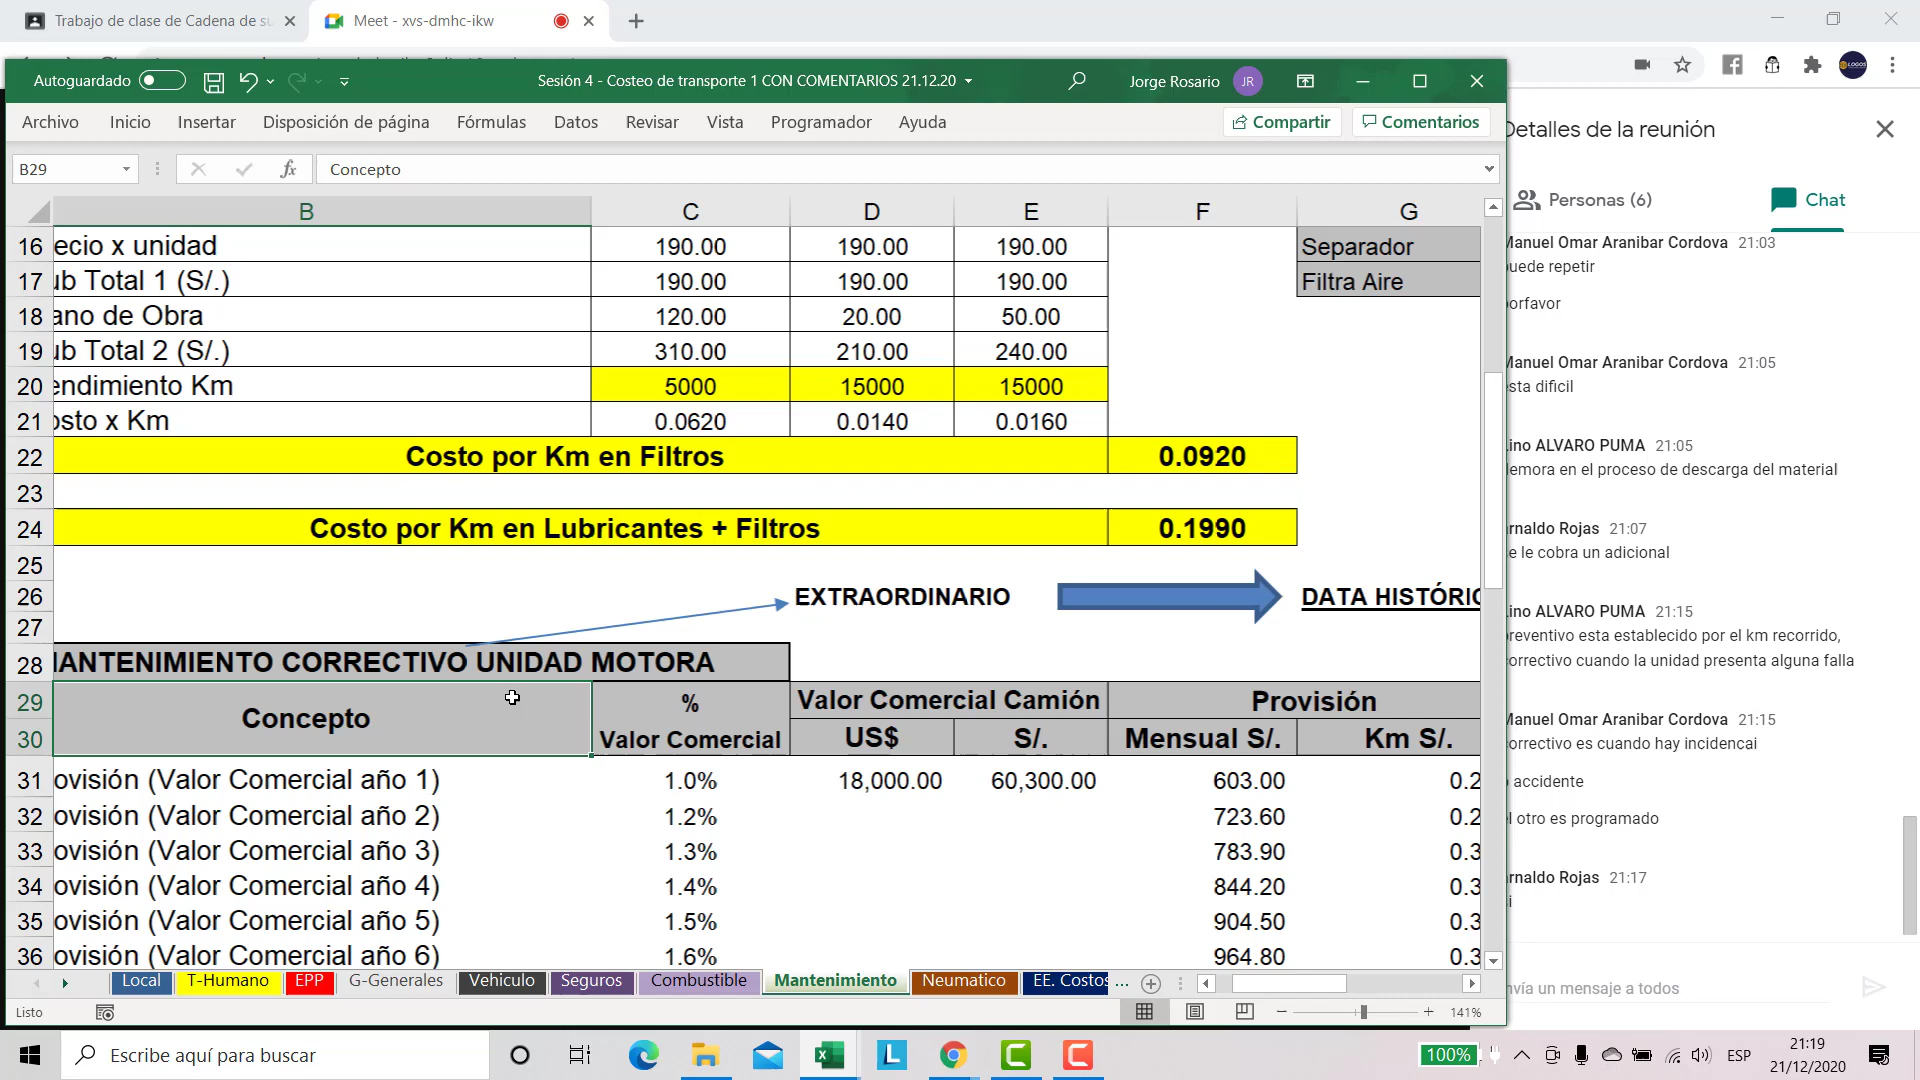 Trabajo de clase de Cadena de su
Meet - xvs-dmhc-ikw
Autoguardado
Sesión 4 - Costeo de transporte 1 CON COMENTARIOS 21.12.20
Jorge Rosario
JR
Archivo Inicio Insertar Disposición de página Fórmulas Datos Revisar Vista Programador Ayuda
Compartir
Comentarios
B29
fx
Concepto
B C D E F G
16 ecio x unidad 190.00 190.00 190.00 Separador
17 ub Total 1 (S/.) 190.00 190.00 190.00 Filtra Aire
18 ano de Obra 120.00 20.00 50.00
19 ub Total 2 (S/.) 310.00 210.00 240.00
20 endimiento Km 5000 15000 15000
21 osto x Km 0.0620 0.0140 0.0160
22 Costo por Km en Filtros 0.0920
23
24 Costo por Km en Lubricantes + Filtros 0.1990
25
26 EXTRAORDINARIO DATA HISTÓRIC
27
28 MANTENIMIENTO CORRECTIVO UNIDAD MOTORA
29 Concepto % Valor Comercial Camión Provisión
30 Valor Comercial US$ S/. Mensual S/. Km S/.
31 ovisión (Valor Comercial año 1) 1.0% 18,000.00 60,300.00 603.00 0.2
32 ovisión (Valor Comercial año 2) 1.2% 723.60 0.2
33 ovisión (Valor Comercial año 3) 1.3% 783.90 0.3
34 ovisión (Valor Comercial año 4) 1.4% 844.20 0.3
35 ovisión (Valor Comercial año 5) 1.5% 904.50 0.3
36 ovisión (Valor Comercial año 6) 1.6% 964.80 0.3
Local T-Humano EPP G-Generales Vehiculo Seguros Combustible Mantenimiento Neumatico EE. Costos ...
Listo
141%
Detalles de la reunión
Personas (6)
Chat
Manuel Omar Aranibar Cordova 21:03
puede repetir
porfavor
Manuel Omar Aranibar Cordova 21:05
esta dificil
Lino ALVARO PUMA 21:05
demora en el proceso de descarga del material
Arnaldo Rojas 21:07
se le cobra un adicional
Lino ALVARO PUMA 21:15
preventivo esta establecido por el km recorrido,
correctivo cuando la unidad presenta alguna falla
Manuel Omar Aranibar Cordova 21:15
correctivo es cuando hay incidencai
o accidente
el otro es programado
Arnaldo Rojas 21:17
si
nvía un mensaje a todos
LOGOS
Escribe aquí para buscar
100%
ESP
21:19
21/12/2020